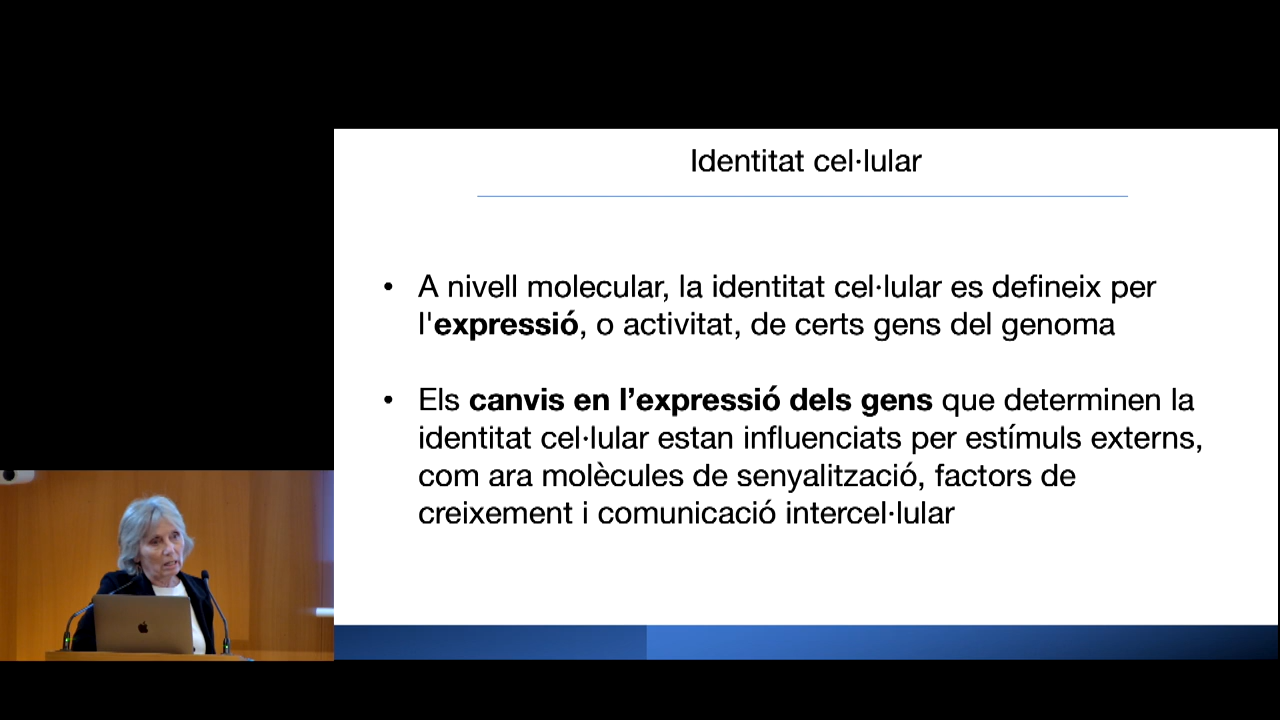 Identitat cel·lular
• A nivell molecular, la identitat cel·lular es defineix per
l'expressió, o activitat, de certs gens del genoma
• Els canvis en l’expressió dels gens que determinen la
identitat cel·lular estan influenciats per estímuls externs,
com ara molècules de senyalització, factors de
creixement i comunicació intercel·lular